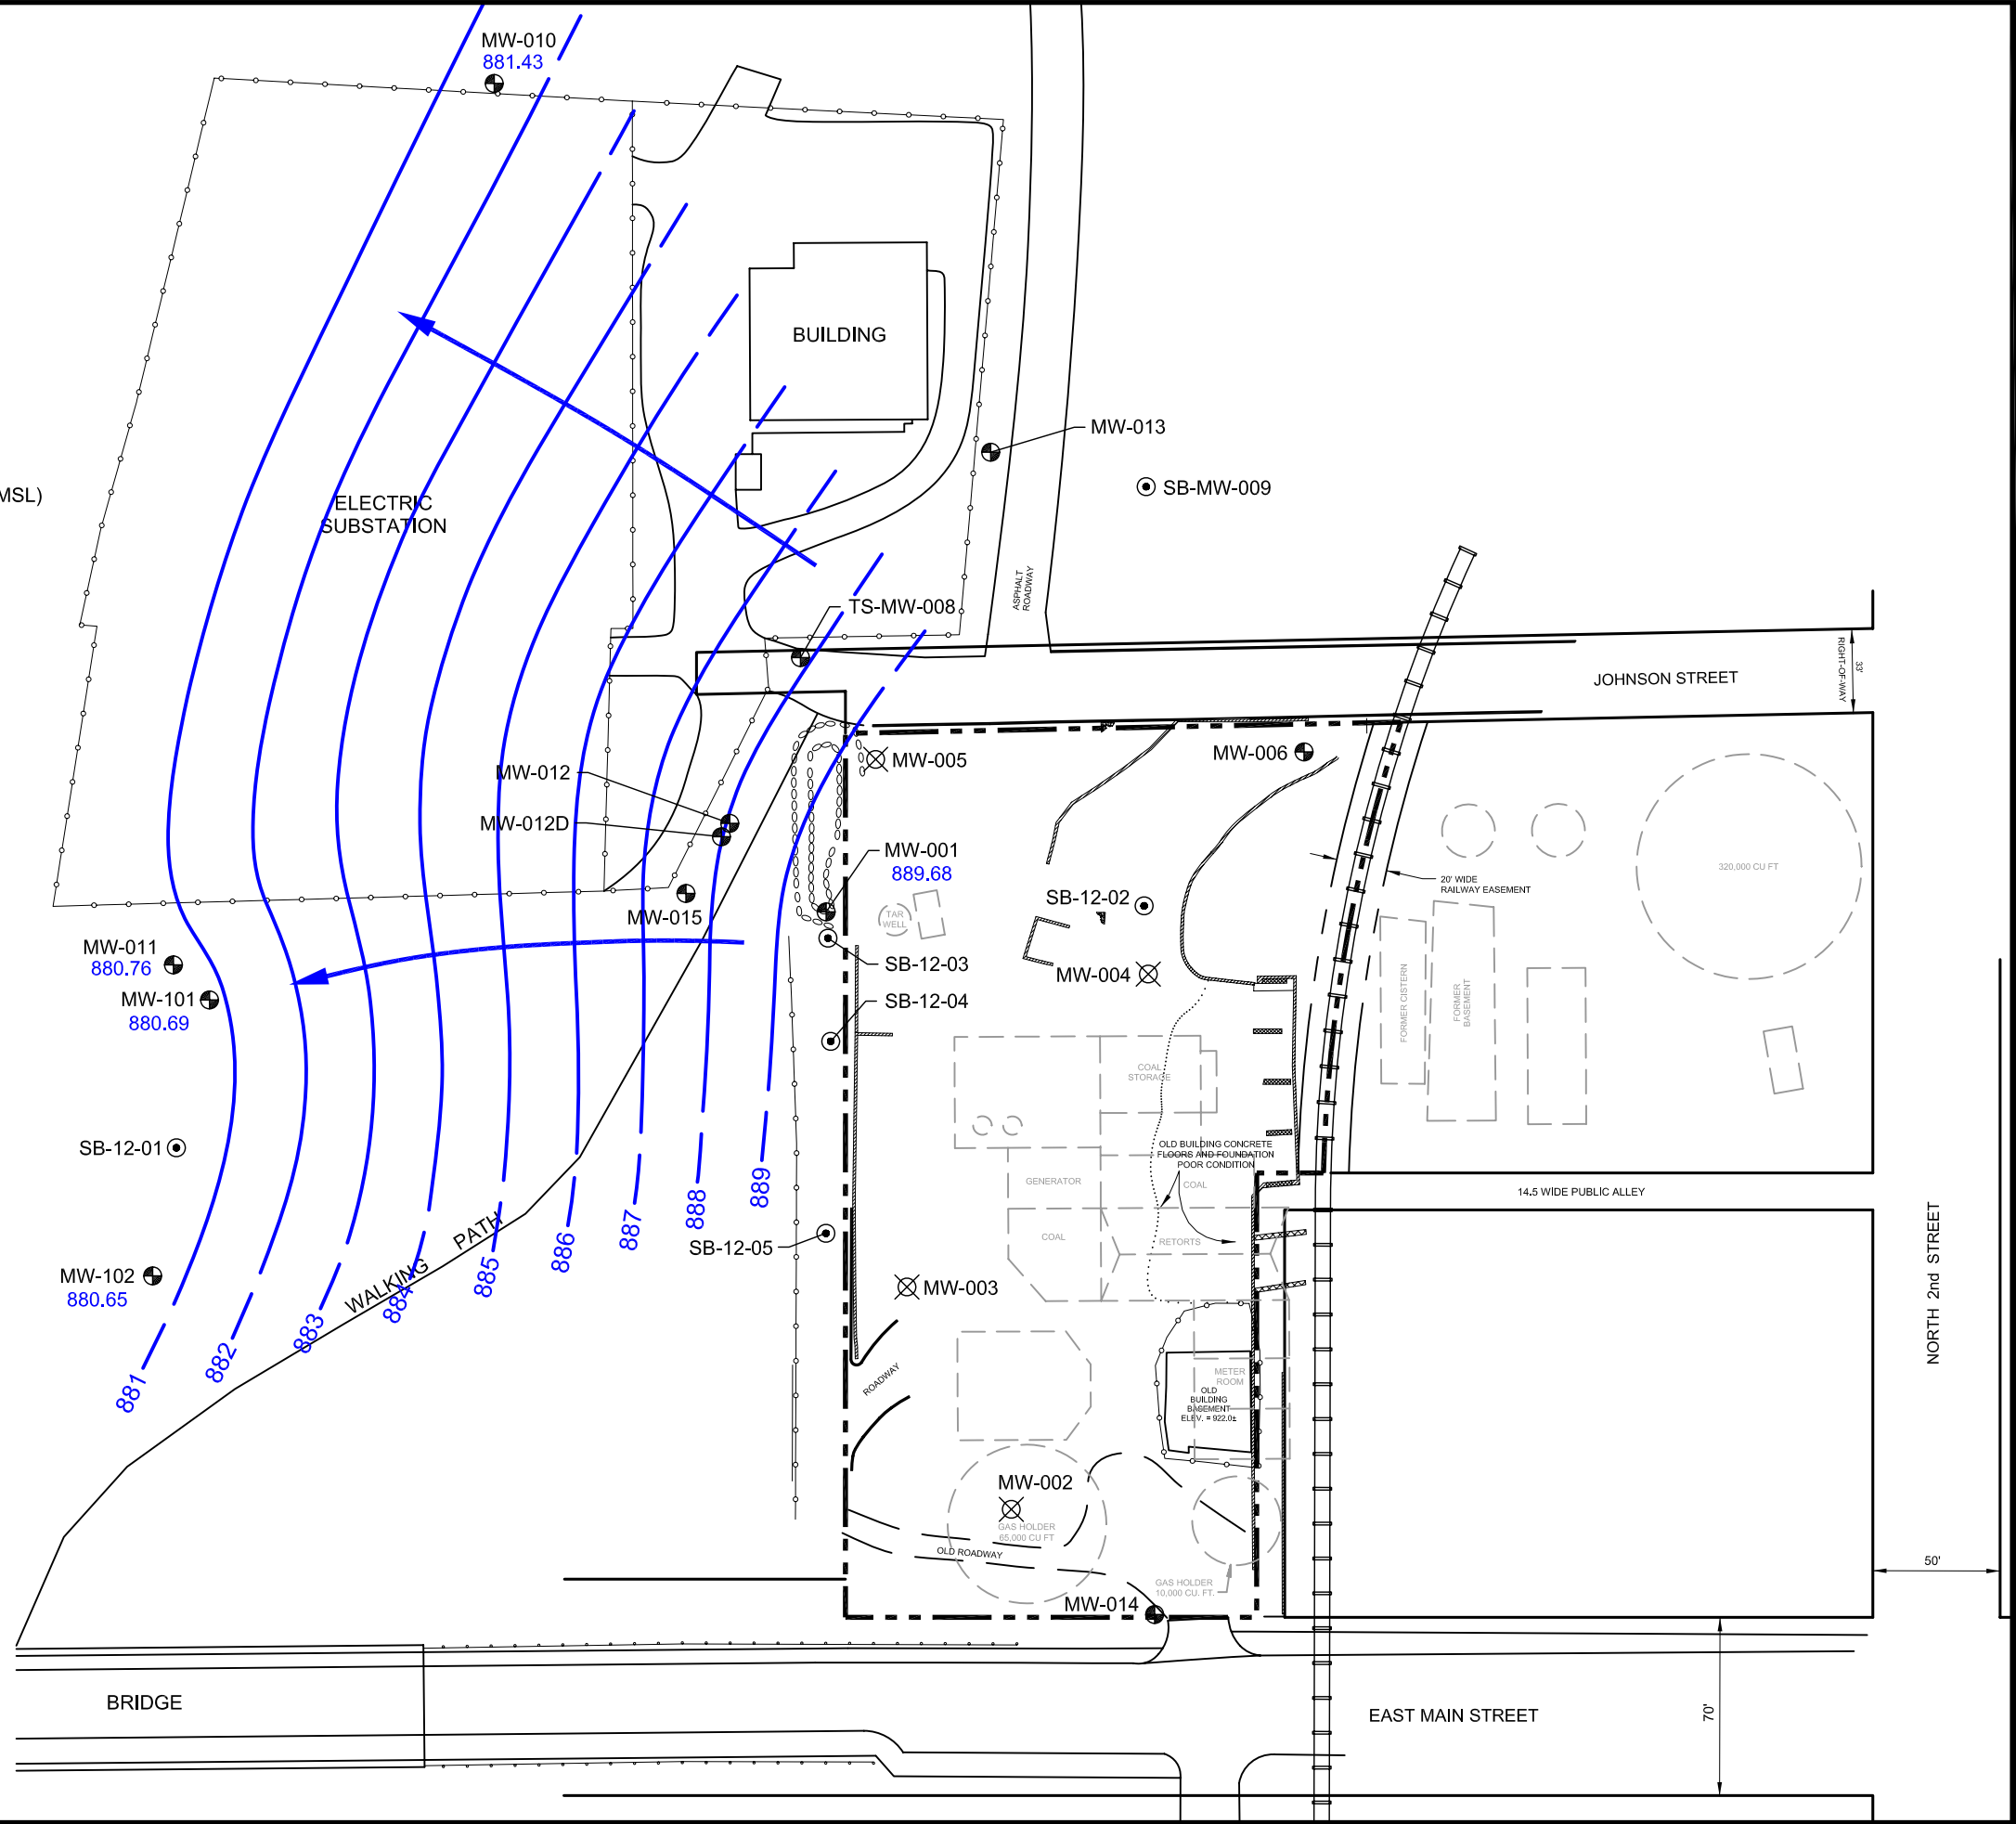 MW-010
881.43
BUILDING
MW-013
SB-MW-009
MSL)
ELECTRIC
SUBSTATION
ASPHALT
ROADWAY
TS-MW-008
JOHNSON STREET
33'
RIGHT-OF-WAY
MW-005
MW-006
MW-012
MW-012D
MW-001
889.68
320,000 CU FT
20' WIDE
RAILWAY EASEMENT
SB-12-02
TAR
WELL
MW-015
MW-011
880.76
SB-12-03
MW-004
MW-101
880.69
SB-12-04
FORMER CISTERN
FORMER
BASEMENT
COAL
STORAGE
SB-12-01
OLD BUILDING CONCRETE
FLOORS AND FOUNDATION
POOR CONDITION
GENERATOR
COAL
14.5 WIDE PUBLIC ALLEY
889
888
887
886
885
884
883
882
881
WALKING PATH
COAL
RETORTS
SB-12-05
MW-102
880.65
MW-003
NORTH 2nd STREET
ROADWAY
METER
ROOM
OLD
BUILDING
BASEMENT
ELEV. = 922.0±
MW-002
GAS HOLDER
65,000 CU FT
OLD ROADWAY
GAS HOLDER
10,000 CU. FT.
50'
MW-014
BRIDGE
EAST MAIN STREET
70'